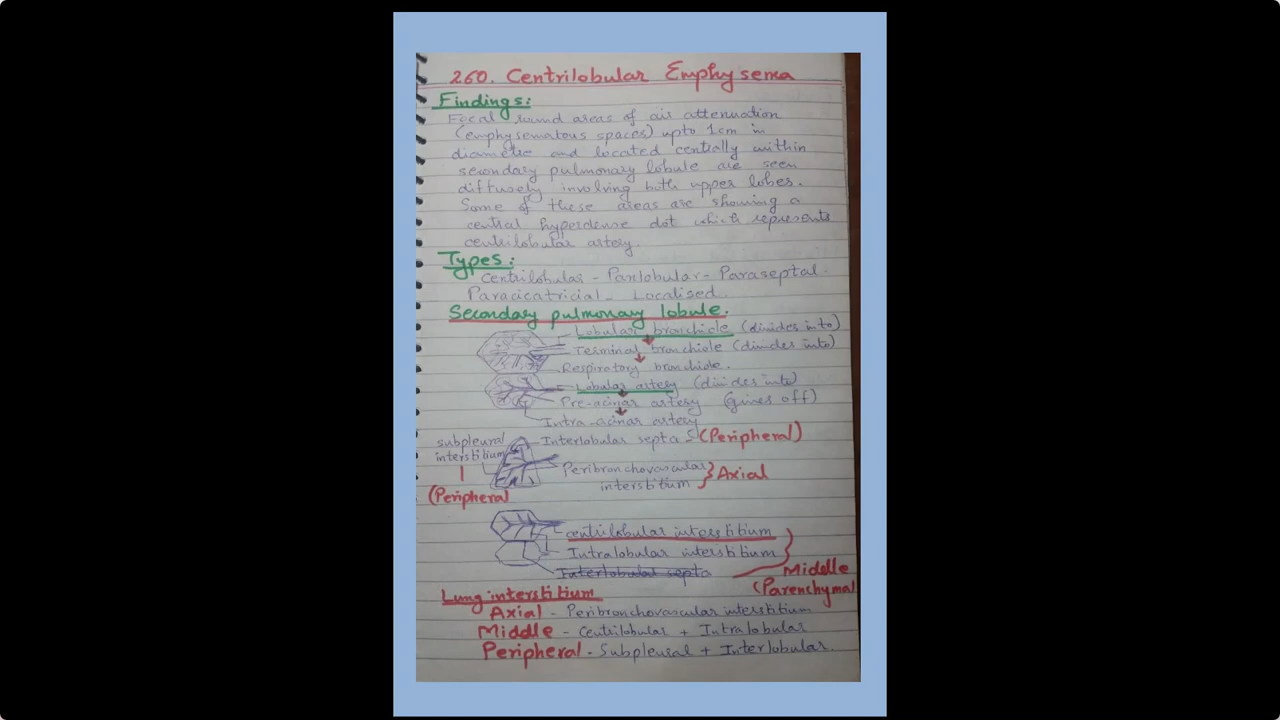 260. Centrilobular Emphysema
Findings:
Focal round areas of air attenuation
(emphysematous spaces) upto 1cm in
diametre and located centrally within
secondary pulmonary lobule are seen
diffusely involving both upper lobes.
Some of these areas are showing a
central hyperdense dot which represents
centrilobular artery.
Types:
Centrilobular - Panlobular - Paraseptal.
Paracicatricial - Localised
Secondary pulmonary lobule.
Lobular bronchiole (divides into)
Terminal bronchiole (divides into)
Respiratory bronchiole.
Lobular artery (divides into)
Pre-acinar artery (gives off)
Intra-acinar artery
Interlobular septa - (Peripheral)
subpleural
interstitium
(Peripheral
Peribronchovascular
interstitium } Axial
centrilobular interstitium
Intralobular interstitium
Interlobular septa
Middle
(Parenchymal
Lung interstitium
Axial - Peribronchovascular interstitium
Middle - Centrilobular + Intralobular
Peripheral - Subpleural + Interlobular.